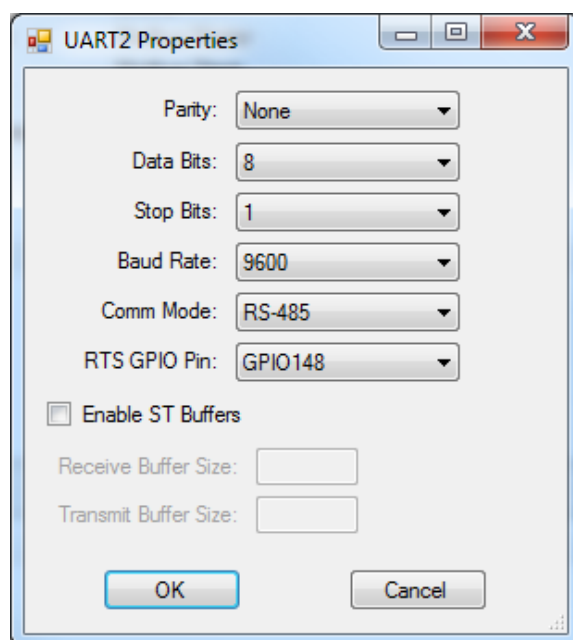 UART2 Properties
Parity: None
Data Bits: 8
Stop Bits: 1
Baud Rate: 9600
Comm Mode: RS-485
RTS GPIO Pin: GPIO148
Enable ST Buffers
Receive Buffer Size:
Transmit Buffer Size:
OK Cancel